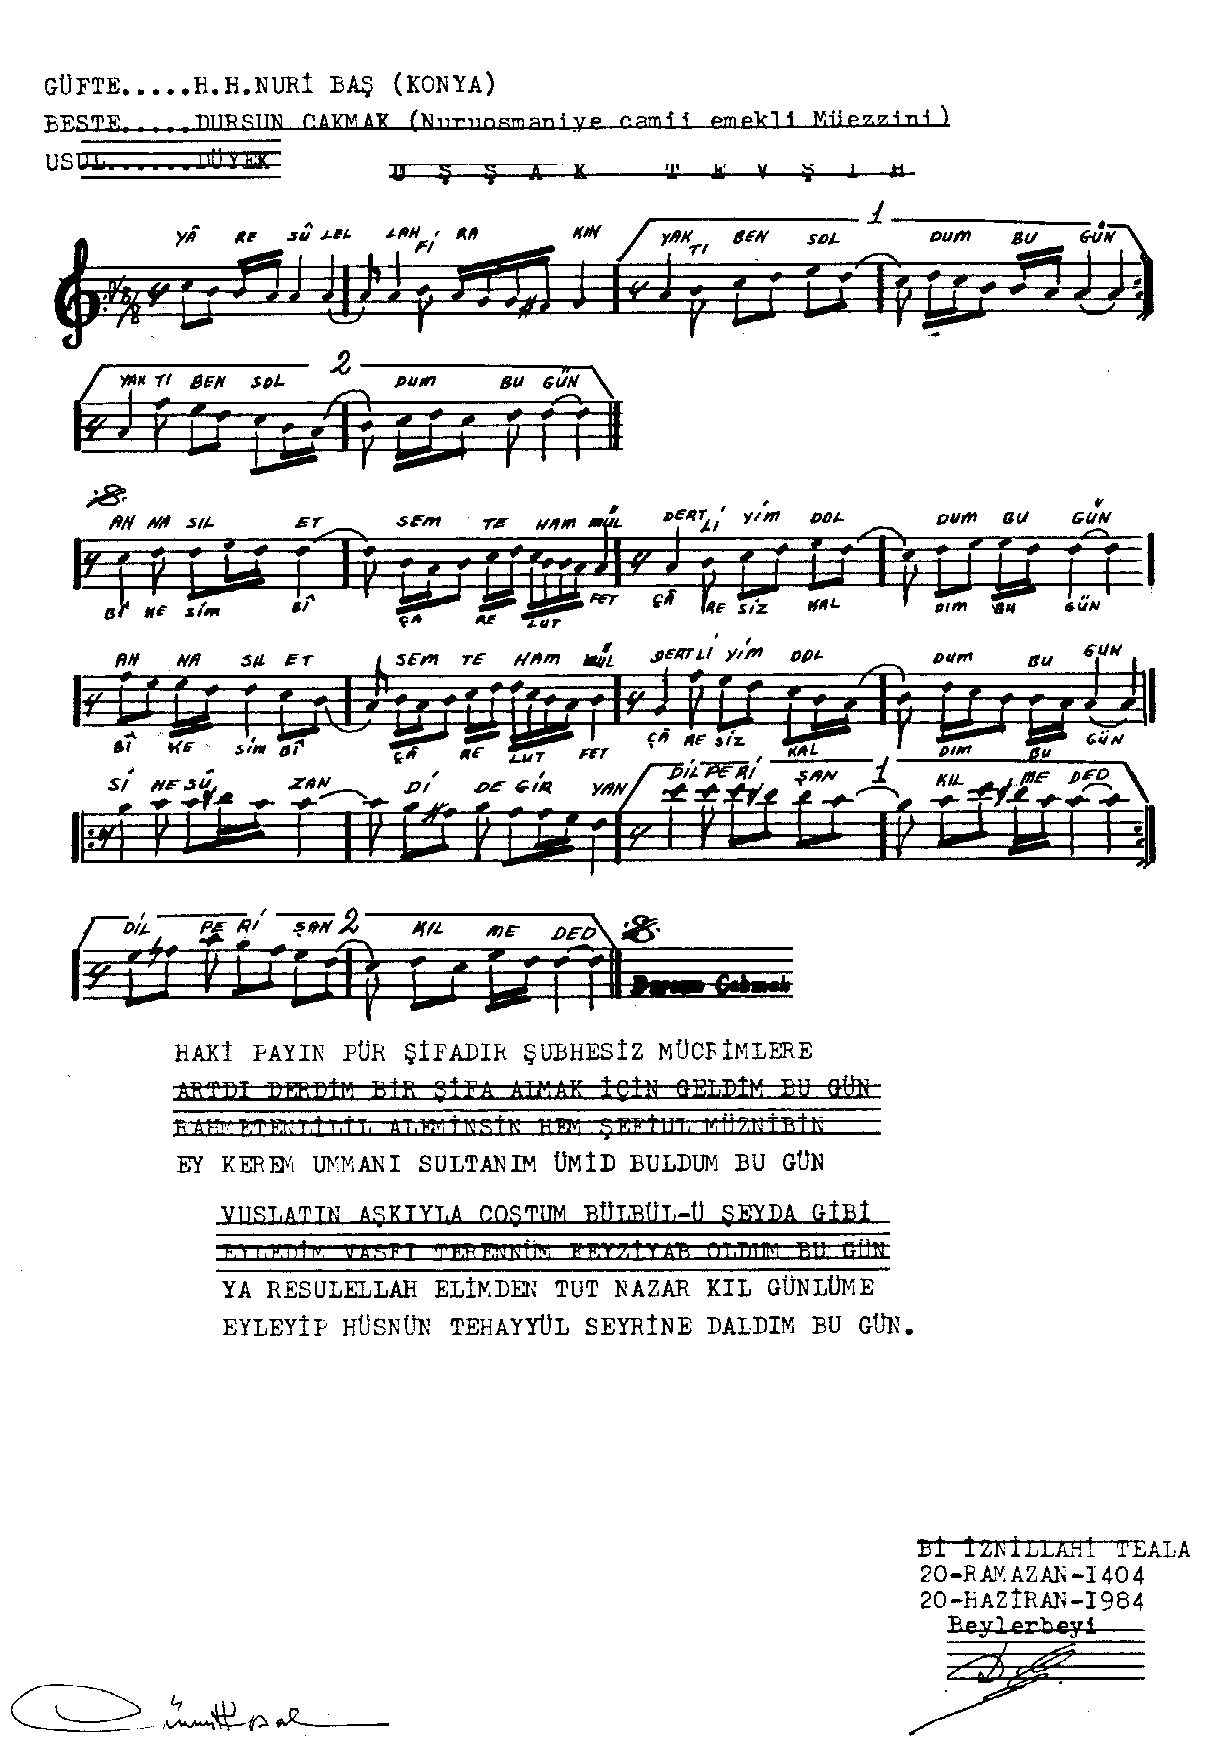 GÜFTE.....H.H.NURİ BAŞ (KONYA)
BESTE.....DURSUN ÇAKMAK (Nuruosmaniye camii emekli Müezzini)
USUL......DÜYEK
UŞŞAK TEVŞİH
YÂ RE SÛ LEL LAH Fİ RA KIN YAK TI BEN SOL DUM BU GÜN
1
YAK TI BEN SOL DUM BU GÜN
2
AH NA SIL ET SEM TE HAM MÜL DERT Lİ YİM DOL DUM BU GÜN
Bİ KE SİM Bİ ÇA RE LUT FET ÇÂ RE SİZ KAL DIM BU GÜN
AH NA SIL ET SEM TE HAM MÜL DERT Lİ YİM DOL DUM BU GÜN
BÎ KE SİM BÎ ÇÂ RE LUT FET ÇÂ RE SİZ KAL DIM BU GÜN
Sİ NE SÛ ZAN Dİ DE GİR YAN DİL PE Rİ ŞAN KIL ME DED
1
DİL PE Rİ ŞAN KIL ME DED
2
Dursun Çakmak
HAKİ PAYIN PÜR ŞİFADIR ŞUBHESİZ MÜCRİMLERE
ARTDI DERDİM BİR ŞİFA ALMAK İÇİN GELDİM BU GÜN
RAHMETENLİLİL ALEMİNSİN HEM ŞEFİUL MÜZNİBİN
EY KEREM UMMANI SULTANIM ÜMİD BULDUM BU GÜN
VUSLATIN AŞKIYLA COŞTUM BÜLBÜL-Ü ŞEYDA GİBİ
EYLEDİM VASFI TERENNÜM FEYZİYAB OLDUM BU GÜN
YA RESULELLAH ELİMDEN TUT NAZAR KIL GÜNLÜME
EYLEYİP HÜSNÜN TEHAYYÜL SEYRİNE DALDIM BU GÜN.
Bİ İZNİLLAHİ TEALA
20-RAMAZAN-I404
20-HAZİRAN-I984
Beylerbeyi